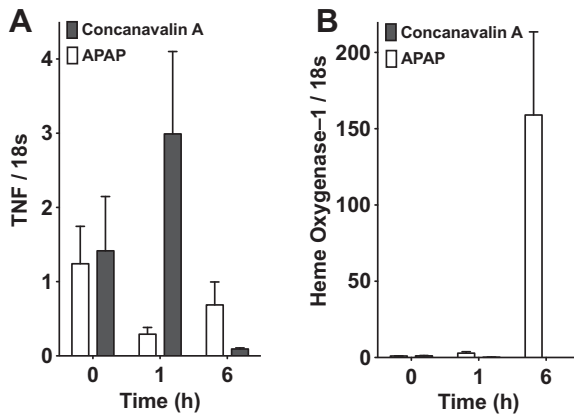 A
Concanavalin A
APAP
TNF / 18s
4
3
2
1
0
0 1 6
Time (h)
B
Concanavalin A
APAP
Heme Oxygenase–1 / 18s
200
150
100
50
0
0 1 6
Time (h)